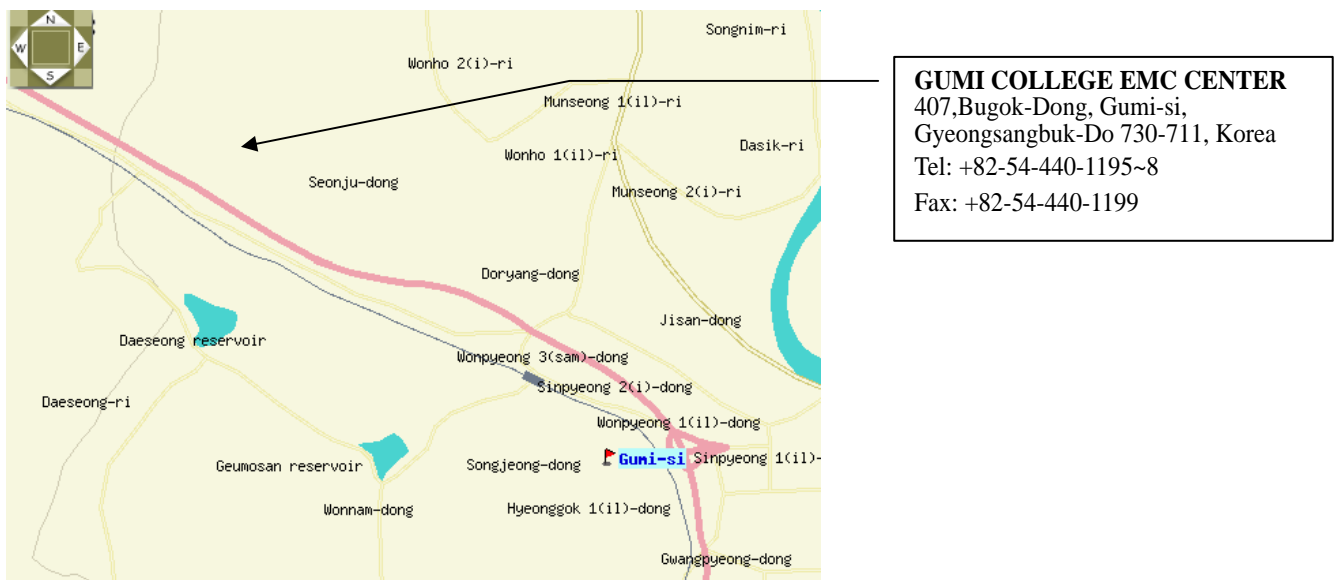 N
W
E
S
Songnim-ri
Wonho 2(i)-ri
Munseong 1(il)-ri
Dasik-ri
Wonho 1(il)-ri
Seonju-dong
Munseong 2(i)-ri
Doryang-dong
Jisan-dong
Daeseong reservoir
Wonpyeong 3(sam)-dong
Sinpyeong 2(i)-dong
Daeseong-ri
Wonpyeong 1(il)-dong
Geumosan reservoir
Songjeong-dong
Gumi-si
Sinpyeong 1(il)-
Wonnam-dong
Hyeonggok 1(il)-dong
Gwangpyeong-dong
GUMI COLLEGE EMC CENTER
407,Bugok-Dong, Gumi-si,
Gyeongsangbuk-Do 730-711, Korea
Tel: +82-54-440-1195~8
Fax: +82-54-440-1199